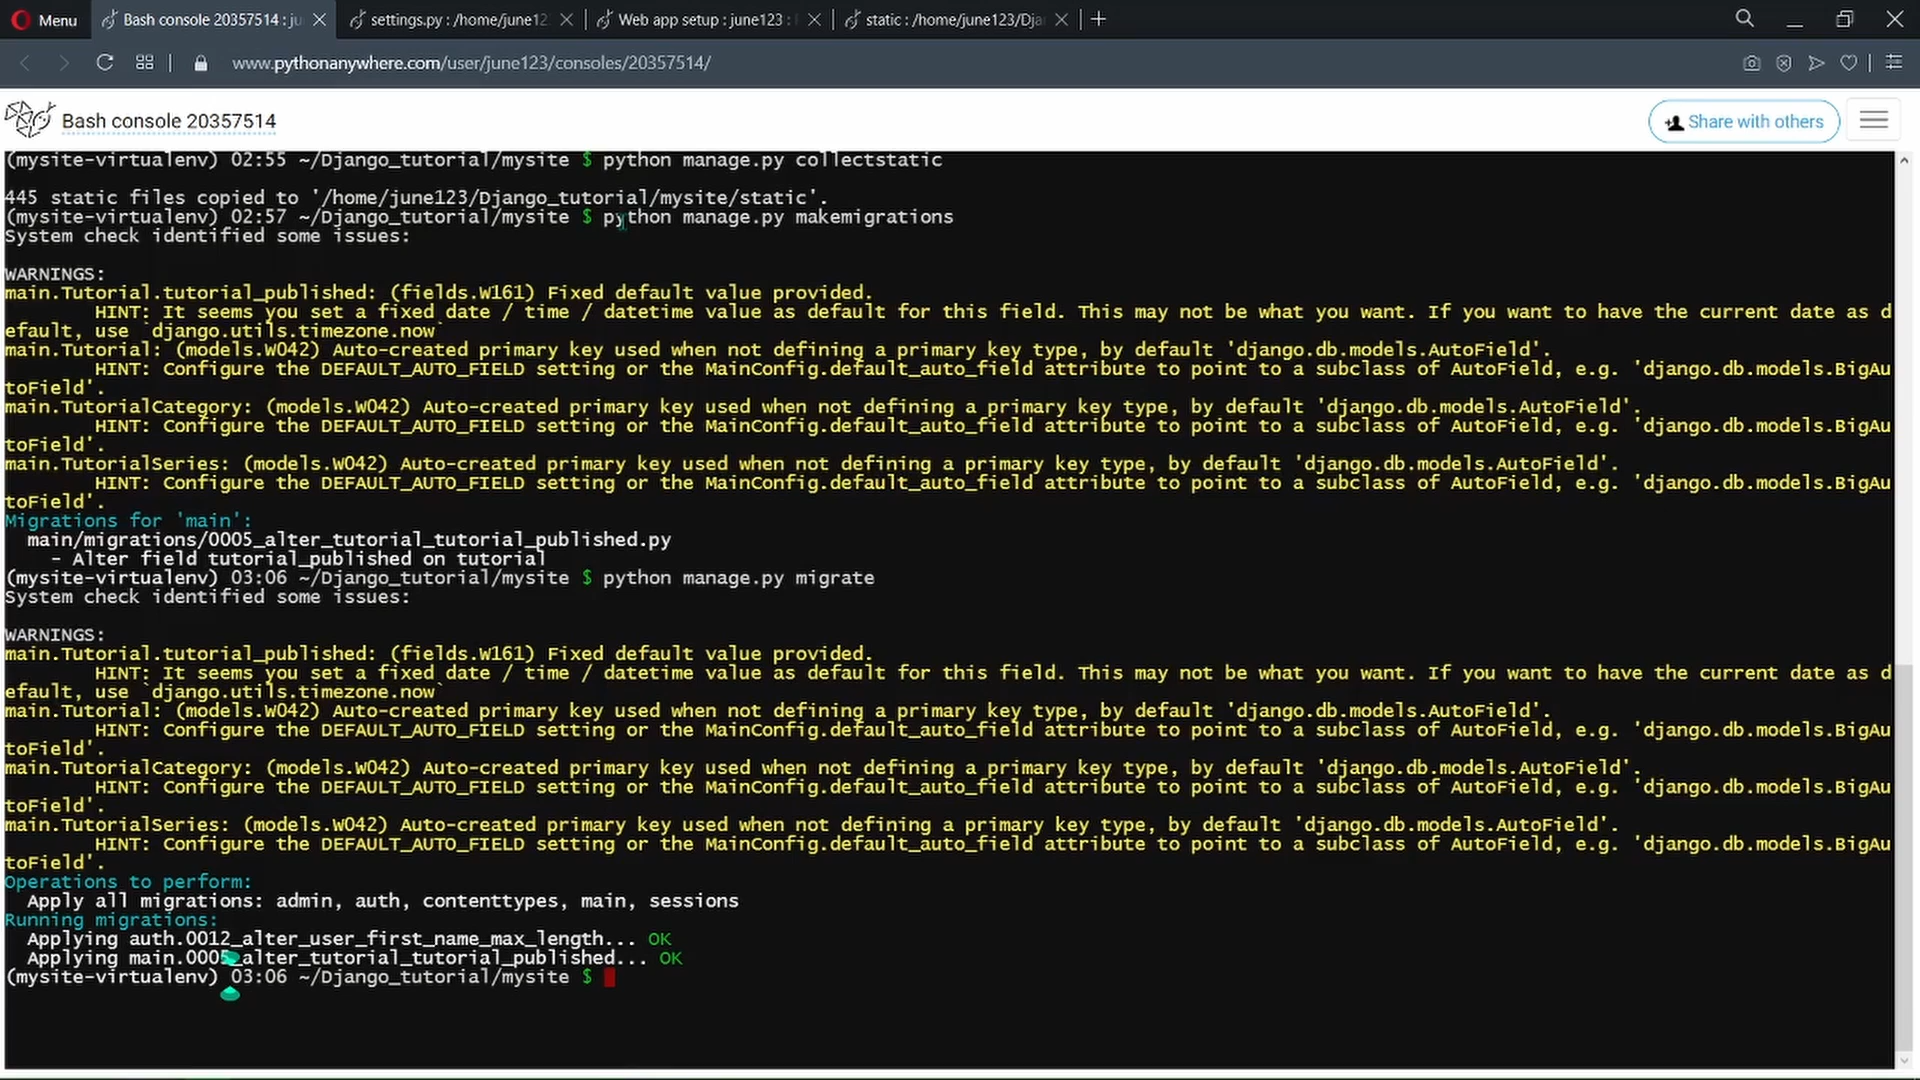 Menu
Bash console 20357514 : ju
settings.py : /home/june12
Web app setup : june123 :
static : /home/june123/Dja
www.pythonanywhere.com/user/june123/consoles/20357514/
Bash console 20357514
Share with others
(mysite-virtualenv) 02:55 ~/Django_tutorial/mysite $ python manage.py collectstatic
445 static files copied to '/home/june123/Django_tutorial/mysite/static'.
(mysite-virtualenv) 02:57 ~/Django_tutorial/mysite $ python manage.py makemigrations
System check identified some issues:
WARNINGS:
main.Tutorial.tutorial_published: (fields.W161) Fixed default value provided.
HINT: It seems you set a fixed date / time / datetime value as default for this field. This may not be what you want. If you want to have the current date as d
efault, use `django.utils.timezone.now`
main.Tutorial: (models.W042) Auto-created primary key used when not defining a primary key type, by default 'django.db.models.AutoField'.
HINT: Configure the DEFAULT_AUTO_FIELD setting or the MainConfig.default_auto_field attribute to point to a subclass of AutoField, e.g. 'django.db.models.BigAu
toField'.
main.TutorialCategory: (models.W042) Auto-created primary key used when not defining a primary key type, by default 'django.db.models.AutoField'.
HINT: Configure the DEFAULT_AUTO_FIELD setting or the MainConfig.default_auto_field attribute to point to a subclass of AutoField, e.g. 'django.db.models.BigAu
toField'.
main.TutorialSeries: (models.W042) Auto-created primary key used when not defining a primary key type, by default 'django.db.models.AutoField'.
HINT: Configure the DEFAULT_AUTO_FIELD setting or the MainConfig.default_auto_field attribute to point to a subclass of AutoField, e.g. 'django.db.models.BigAu
toField'.
Migrations for 'main':
main/migrations/0005_alter_tutorial_tutorial_published.py
- Alter field tutorial_published on tutorial
(mysite-virtualenv) 03:06 ~/Django_tutorial/mysite $ python manage.py migrate
System check identified some issues:
WARNINGS:
main.Tutorial.tutorial_published: (fields.W161) Fixed default value provided.
HINT: It seems you set a fixed date / time / datetime value as default for this field. This may not be what you want. If you want to have the current date as d
efault, use `django.utils.timezone.now`
main.Tutorial: (models.W042) Auto-created primary key used when not defining a primary key type, by default 'django.db.models.AutoField'.
HINT: Configure the DEFAULT_AUTO_FIELD setting or the MainConfig.default_auto_field attribute to point to a subclass of AutoField, e.g. 'django.db.models.BigAu
toField'.
main.TutorialCategory: (models.W042) Auto-created primary key used when not defining a primary key type, by default 'django.db.models.AutoField'.
HINT: Configure the DEFAULT_AUTO_FIELD setting or the MainConfig.default_auto_field attribute to point to a subclass of AutoField, e.g. 'django.db.models.BigAu
toField'.
main.TutorialSeries: (models.W042) Auto-created primary key used when not defining a primary key type, by default 'django.db.models.AutoField'.
HINT: Configure the DEFAULT_AUTO_FIELD setting or the MainConfig.default_auto_field attribute to point to a subclass of AutoField, e.g. 'django.db.models.BigAu
toField'.
Operations to perform:
Apply all migrations: admin, auth, contenttypes, main, sessions
Running migrations:
Applying auth.0012_alter_user_first_name_max_length... OK
Applying main.0005_alter_tutorial_tutorial_published... OK
(mysite-virtualenv) 03:06 ~/Django_tutorial/mysite $